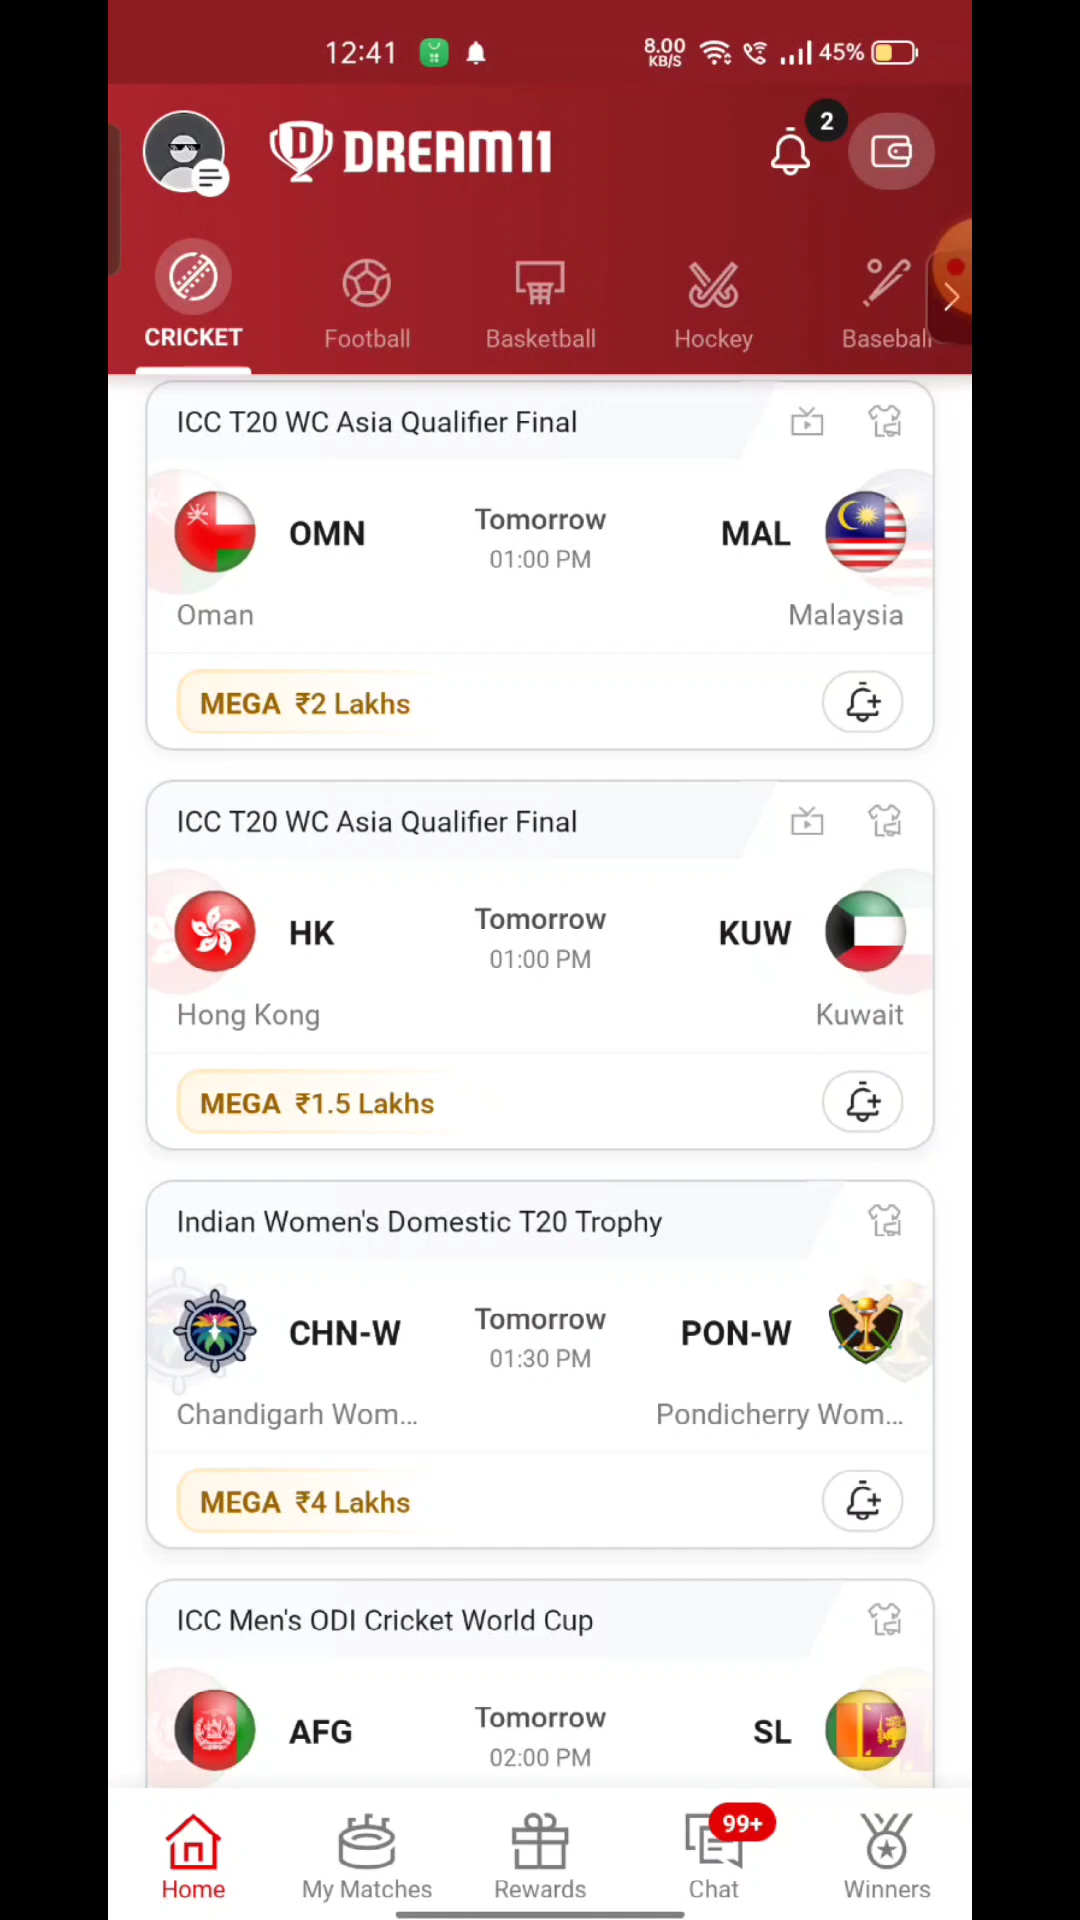 12:41
8.00
KB/S
45%
DREAM11
2
CRICKET
Football
Basketball
Hockey
Baseball
ICC T20 WC Asia Qualifier Final
OMN
Tomorrow
01:00 PM
MAL
Oman
Malaysia
MEGA ₹2 Lakhs
ICC T20 WC Asia Qualifier Final
HK
Tomorrow
01:00 PM
KUW
Hong Kong
Kuwait
MEGA ₹1.5 Lakhs
Indian Women's Domestic T20 Trophy
CHN-W
Tomorrow
01:30 PM
PON-W
Chandigarh Wom...
Pondicherry Wom...
MEGA ₹4 Lakhs
ICC Men's ODI Cricket World Cup
AFG
Tomorrow
02:00 PM
SL
99+
Home
My Matches
Rewards
Chat
Winners